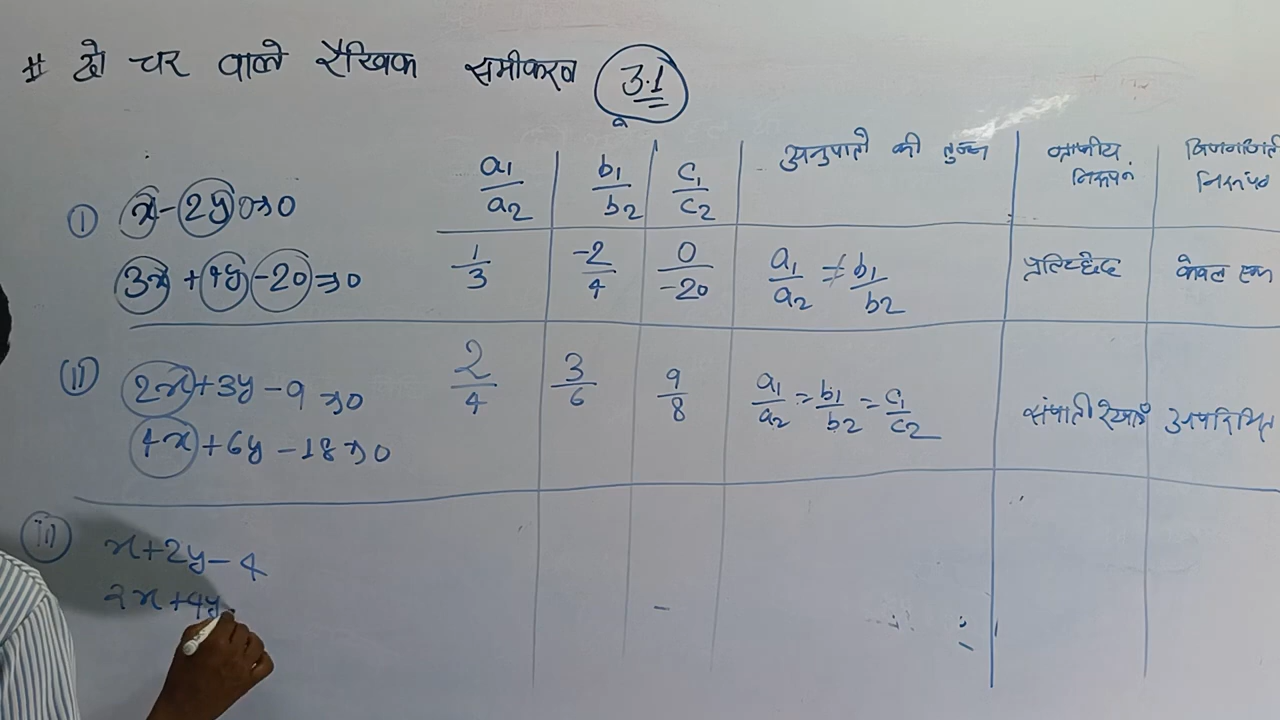 # दो चर वाले रैखिक समीकरण 3.1
a1/a2 b1/b2 c1/c2 अनुपातो की तुलना ग्राफीय निरूपण बीजगणितीय निरूपण
(i) x-2y=0
3x+4y-20=0
1/3 -2/4 0/-20 a1/a2 ≠ b1/b2 प्रतिच्छेद केवल एक
(ii) 2x+3y-9=0
4x+6y-18=0
2/4 3/6 9/8 a1/a2=b1/b2=c1/c2 संपाती रेखाएँ अपरिमित
(iii) x+2y-4
2x+4y